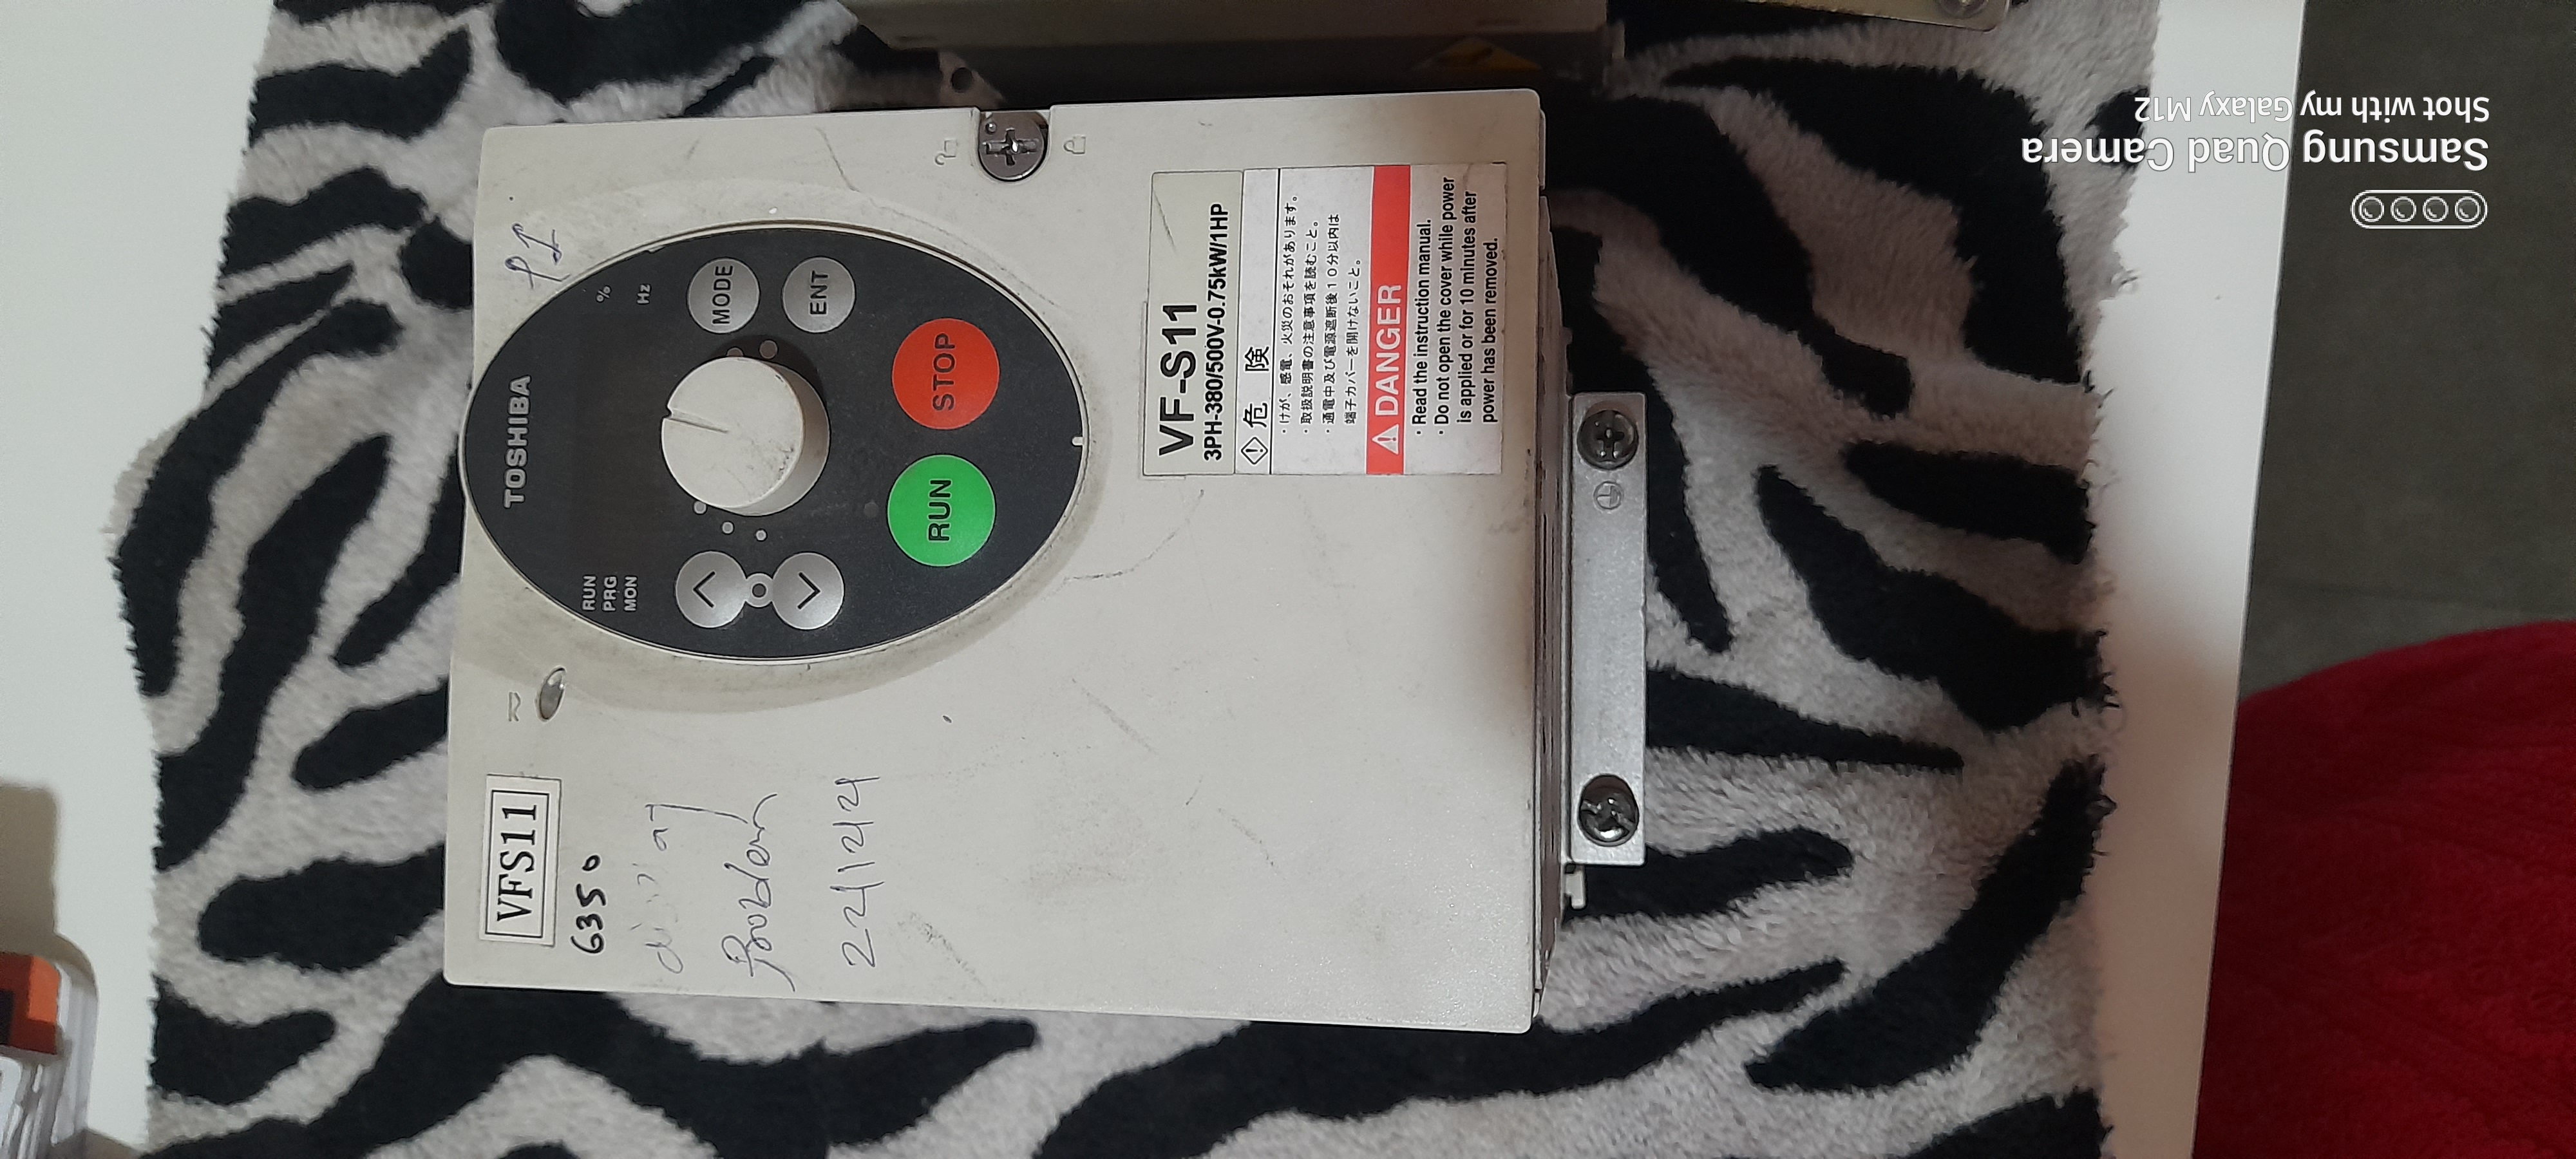 VFS11
6350
Problem
22/12/21
RUN
PRG
MON
TOSHIBA
%
Hz
MODE
ENT
RUN
STOP
VF-S11
3PH-380/500V-0.75kW/1HP
危 険
・けが、感電、火災のおそれがあります。
・取扱説明書の注意事項を読むこと。
・通電中及び電源遮断後１０分以内は
端子カバーを開けないこと。
DANGER
・Read the instruction manual.
・Do not open the cover while power
is applied or for 10 minutes after
power has been removed.
Samsung Quad Camera
Shot with my Galaxy M12